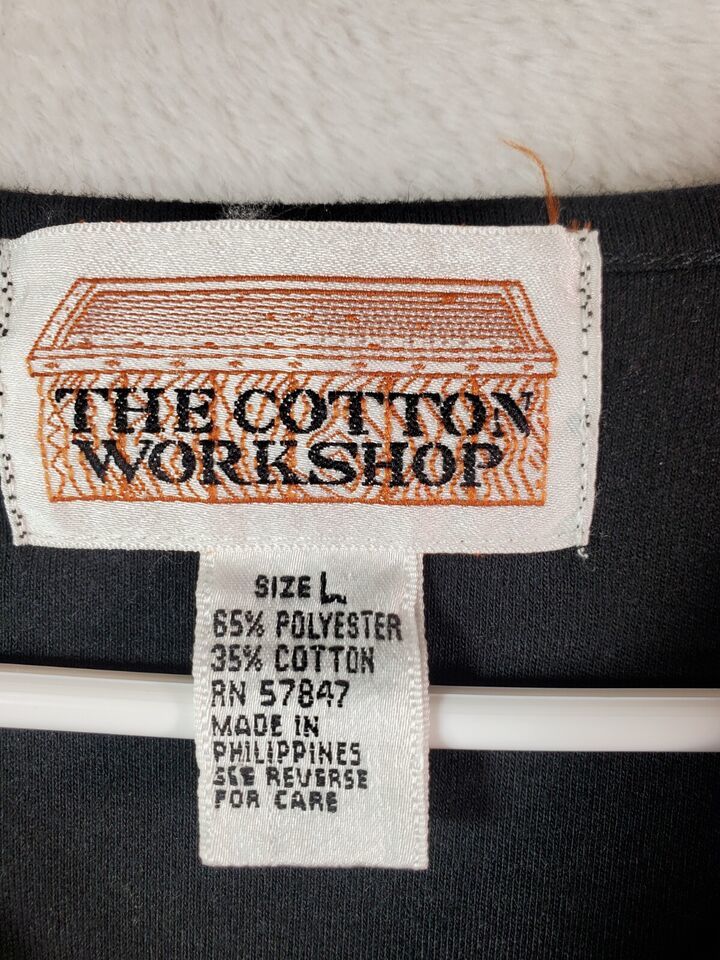 THE COTTON
WORKSHOP
SIZE L
65% POLYESTER
35% COTTON
RN 57847
MADE IN
PHILIPPINES
SEE REVERSE
FOR CARE